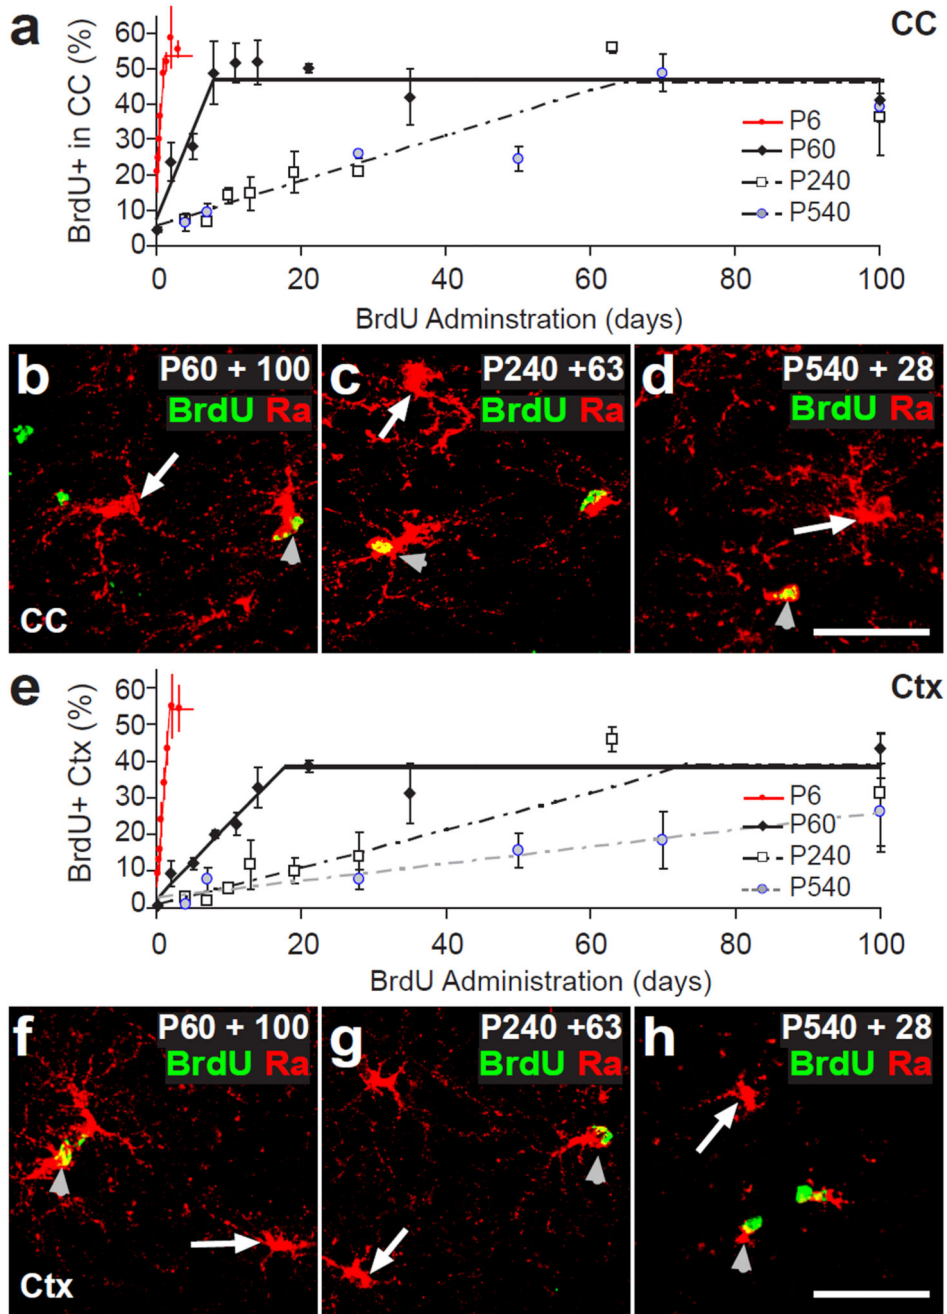 a
CC
BrdU+ in CC (%)
60
50
40
30
20
10
0
P6
P60
P240
P540
0 20 40 60 80 100
BrdU Adminstration (days)
b P60 + 100
BrdU Ra
CC
c P240 +63
BrdU Ra
d P540 + 28
BrdU Ra
e
Ctx
BrdU+ Ctx (%)
60
50
40
30
20
10
0
P6
P60
P240
P540
0 20 40 60 80 100
BrdU Administration (days)
f P60 + 100
BrdU Ra
Ctx
g P240 +63
BrdU Ra
h P540 + 28
BrdU Ra